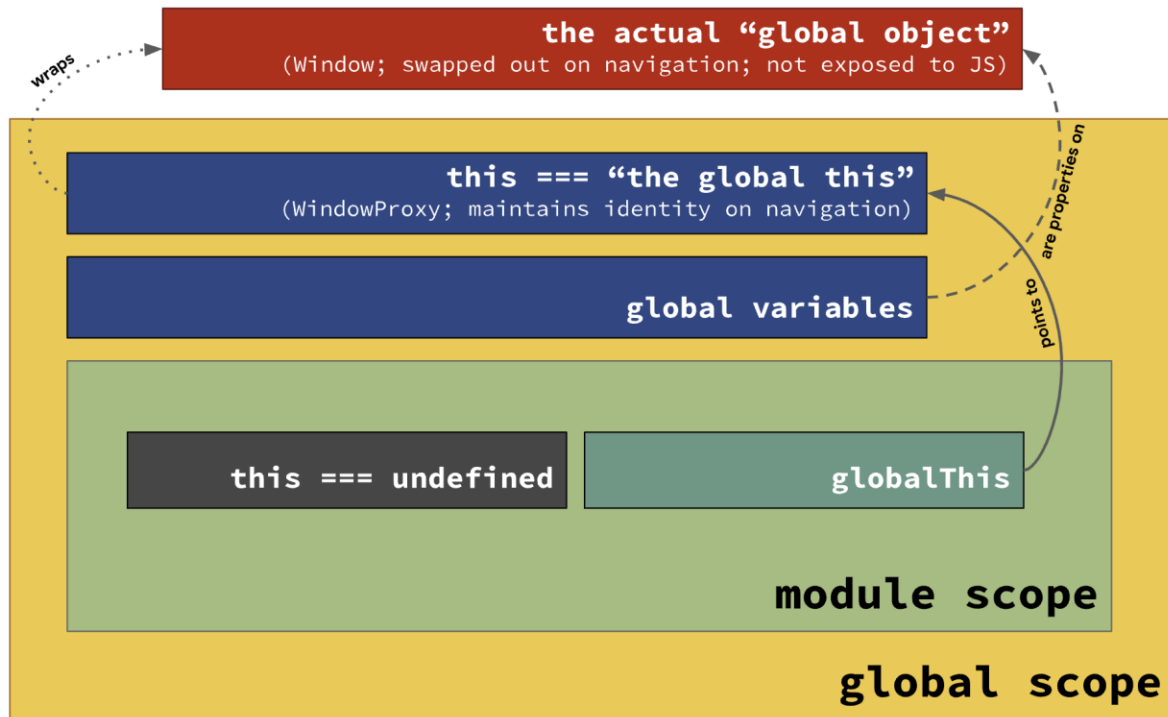 the actual “global object”
(Window; swapped out on navigation; not exposed to JS)
wraps
this === “the global this”
(WindowProxy; maintains identity on navigation)
are properties on
global variables
points to
this === undefined
globalThis
module scope
global scope